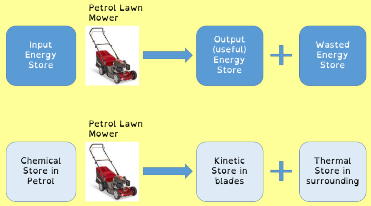 Petrol Lawn
Mower
Input
Energy
Store
Output
(useful)
Energy
Store
Wasted
Energy
Store
Petrol Lawn
Mower
Chemical
Store in
Petrol
Kinetic
Store in
blades
Thermal
Store in
surrounding